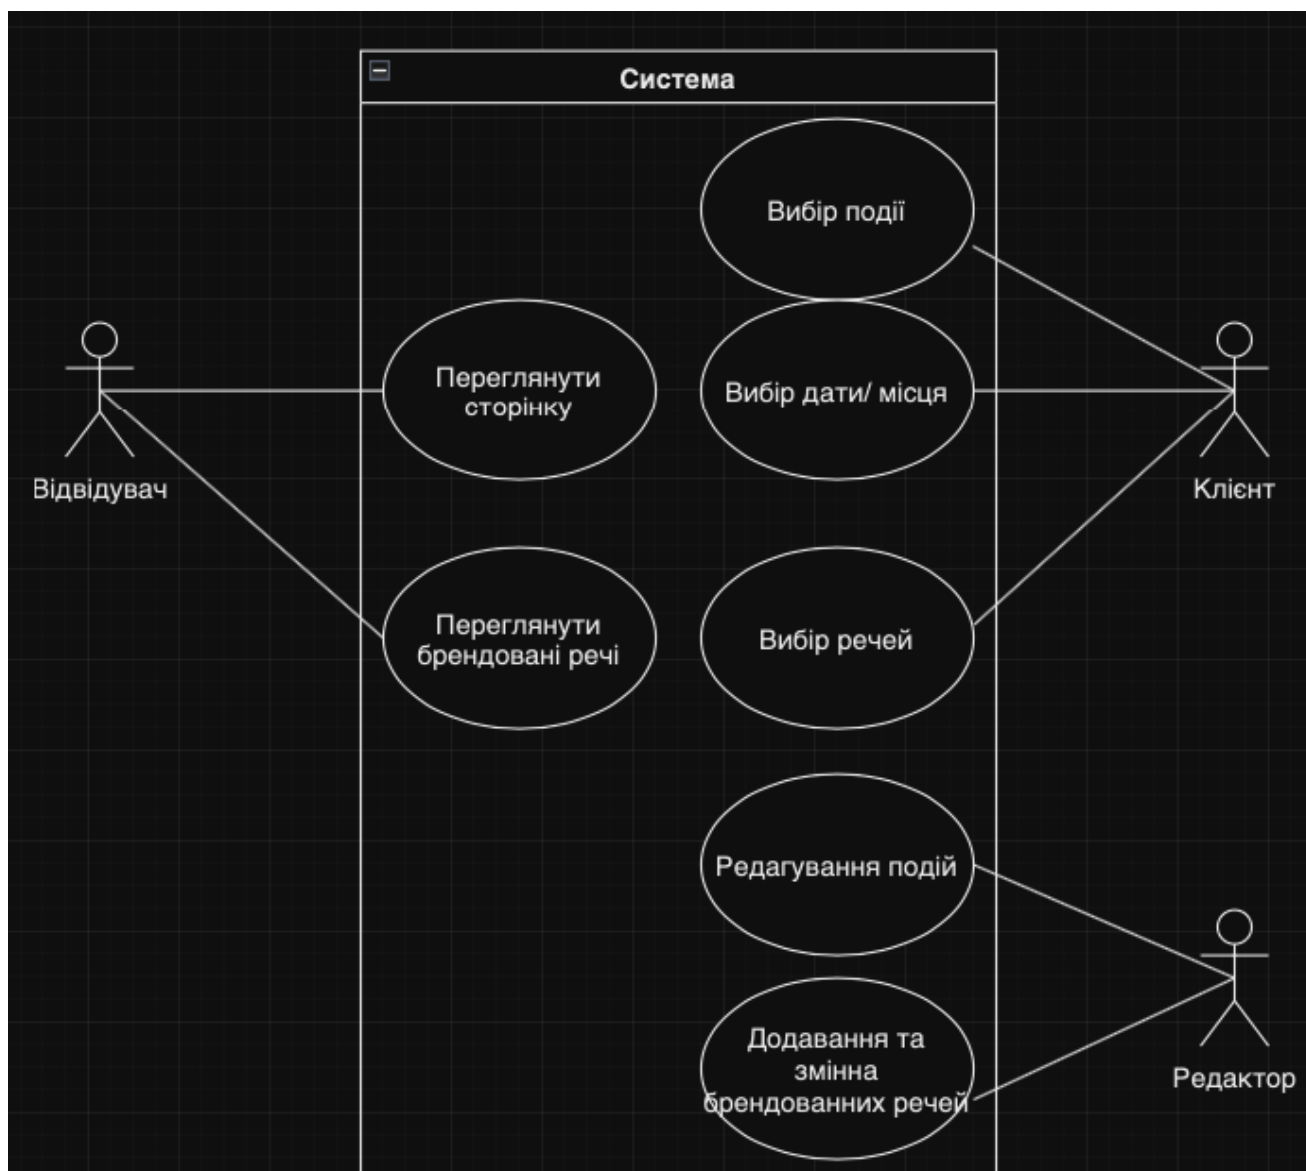 Система
Вибір події
Переглянути
сторінку
Вибір дати/ місця
Відвідувач
Клієнт
Переглянути
брендовані речі
Вибір речей
Редагування подій
Додавання та
змінна
брендованних речей
Редактор